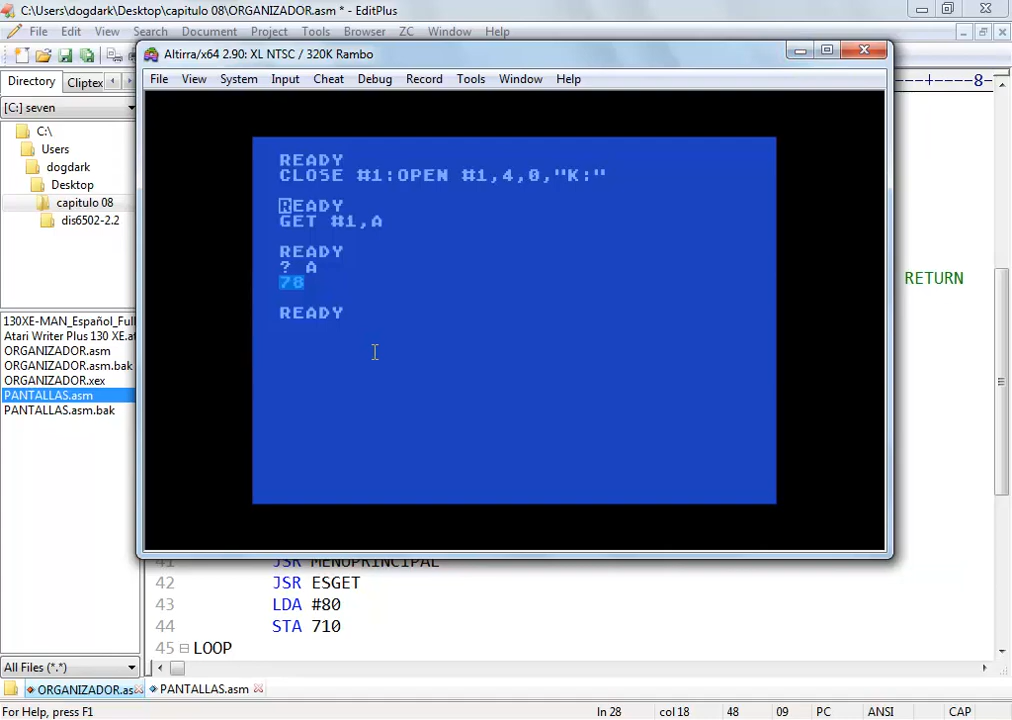 C:\Users\dogdark\Desktop\capitulo 08\ORGANIZADOR.asm * - EditPlus
File Edit View Search Document Project Tools Browser ZC Window Help
Directory Cliptex
[C:] seven
C:\
Users
dogdark
Desktop
capitulo 08
dis6502-2.2
130XE-MAN_Español_Full
Atari Writer Plus 130 XE.at
ORGANIZADOR.asm
ORGANIZADOR.asm.bak
ORGANIZADOR.xex
PANTALLAS.asm
PANTALLAS.asm.bak
All Files (*.*)
Altirra/x64 2.90: XL NTSC / 320K Rambo
File View System Input Cheat Debug Record Tools Window Help
READY
CLOSE #1:OPEN #1,4,0,"K:"
READY
GET #1,A
READY
? A
78
READY
----+----8-
RETURN
41 JSR MENUPRINCIPAL
42 JSR ESGET
43 LDA #80
44 STA 710
45 LOOP
ORGANIZADOR.as PANTALLAS.asm
For Help, press F1 ln 28 col 18 48 09 PC ANSI CAP